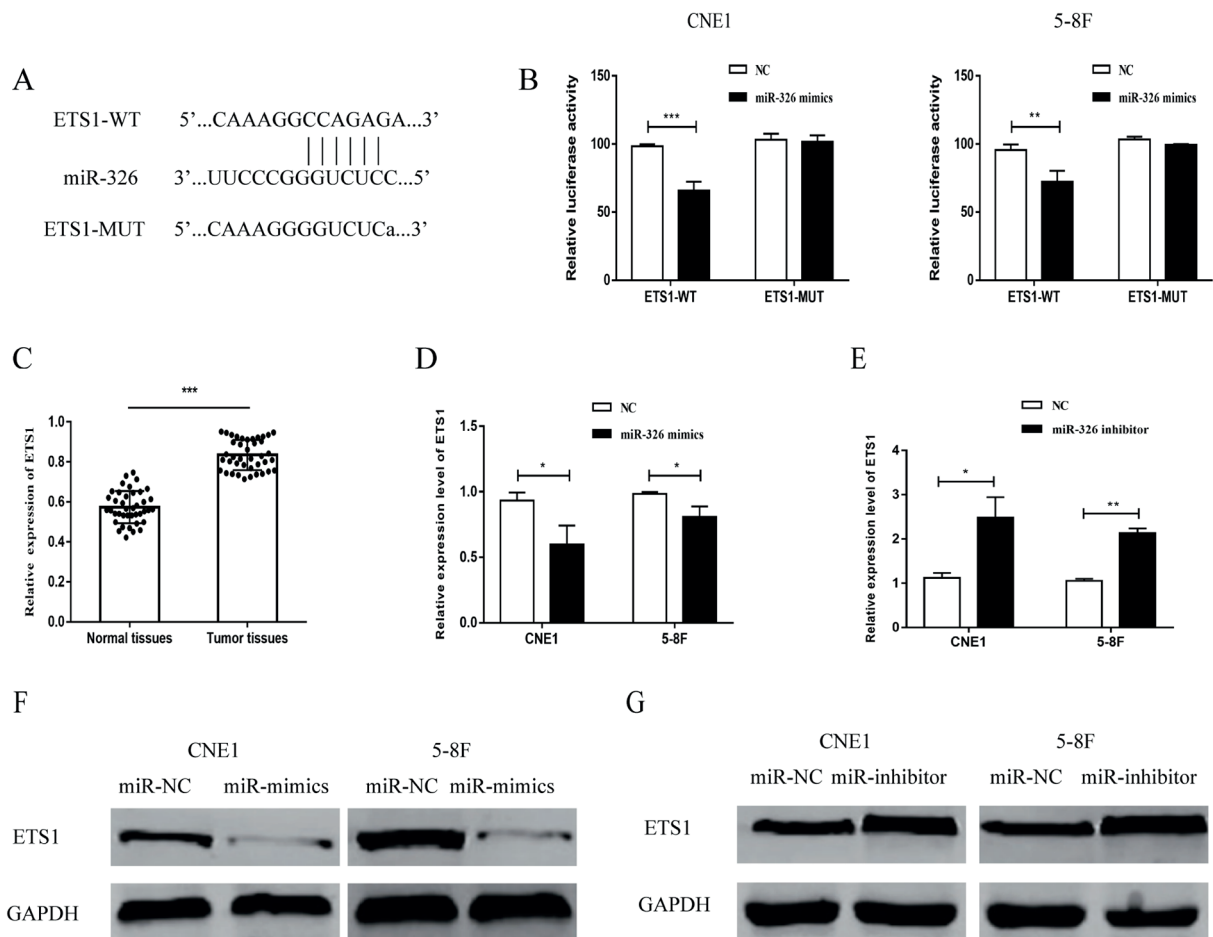 CNE1
5-8F
A
ETS1-WT 5’...CAAAGGCCAGAGA...3’
miR-326 3’...UUCCCGGGUCUCC...5’
ETS1-MUT 5’...CAAAGGGGUCUCa...3’
B
Relative luciferase activity
150
100
50
0
NC
miR-326 mimics
***
ETS1-WT ETS1-MUT
Relative luciferase activity
150
100
50
0
NC
miR-326 mimics
**
ETS1-WT ETS1-MUT
C
Relative expression of ETS1
1.0
0.8
0.6
0.4
0.2
0.0
***
Normal tissues Tumor tissues
D
Relative expression level of ETS1
1.5
1.0
0.5
0.0
NC
miR-326 mimics
* *
CNE1 5-8F
E
Relative expression level of ETS1
4
3
2
1
0
NC
miR-326 inhibitor
* **
CNE1 5-8F
F
CNE1 5-8F
miR-NC miR-mimics miR-NC miR-mimics
ETS1
GAPDH
G
CNE1 5-8F
miR-NC miR-inhibitor miR-NC miR-inhibitor
ETS1
GAPDH